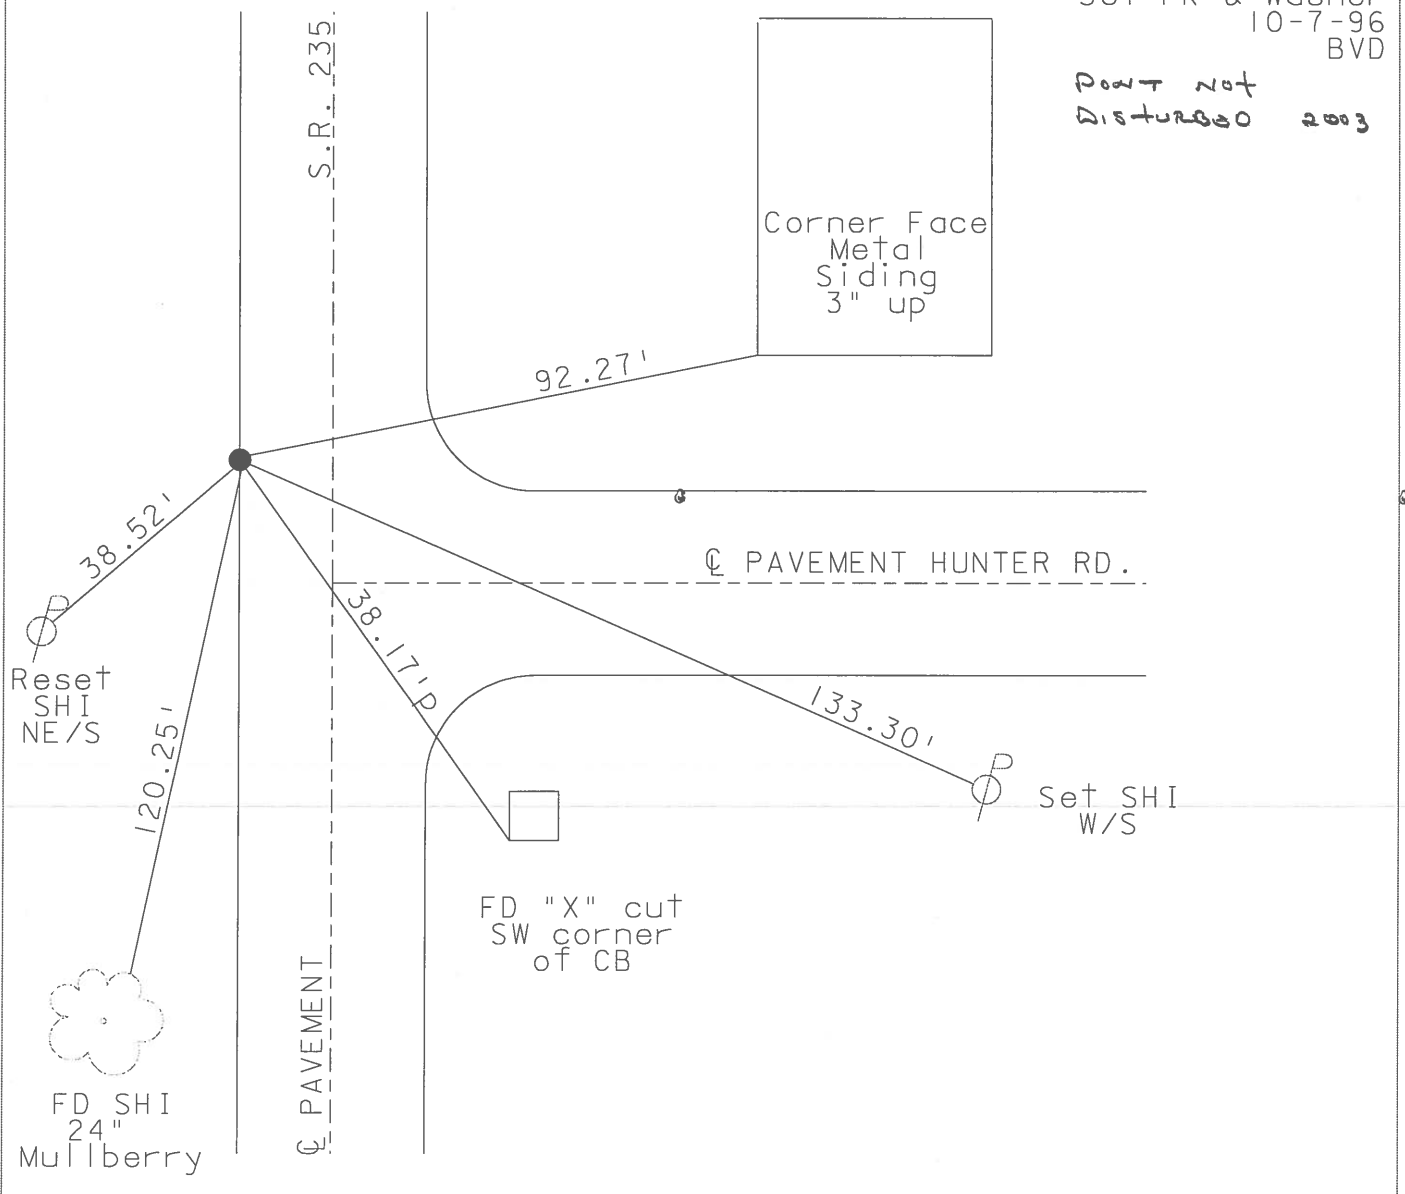 10-7-96
BVD
POINT Not
DISTURBED 2003
S.R. 235
Corner Face
Metal
Siding
3" up
92.27'
38.52'
℄ PAVEMENT HUNTER RD.
38.17'P
Reset
SHI
NE/S
120.25'
133.30'
Set SHI
W/S
FD "X" cut
SW corner
of CB
℄ PAVEMENT
FD SHI
24"
Mullberry